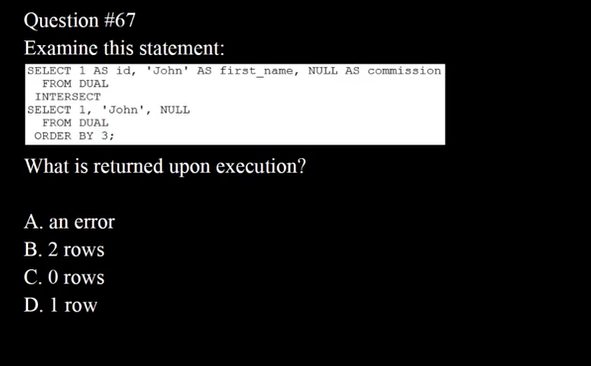 Question #67
Examine this statement:
SELECT 1 AS id, 'John' AS first_name, NULL AS commission
FROM DUAL
INTERSECT
SELECT 1, 'John', NULL
FROM DUAL
ORDER BY 3;
What is returned upon execution?
A. an error
B. 2 rows
C. 0 rows
D. 1 row